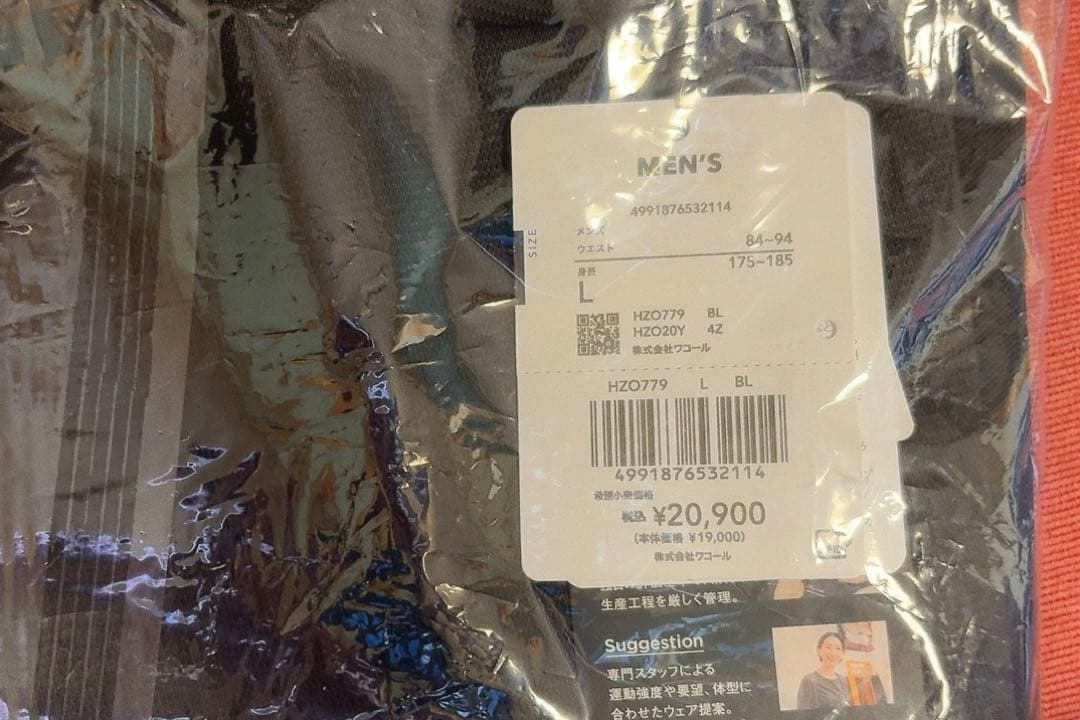 MEN'S
4991876532114
SIZE
メンズ
ウエスト 84~94
身長 175~185
L
HZO779 BL
HZO20Y 4Z
株式会社ワコール
HZO779 L BL
4991876532114
希望小売価格
税込 ¥20,900
(本体価格 ¥19,000)
株式会社ワコール
生産工程を厳しく管理。
Suggestion
専門スタッフによる
運動強度や要望、体型に
合わせたウェア提案。